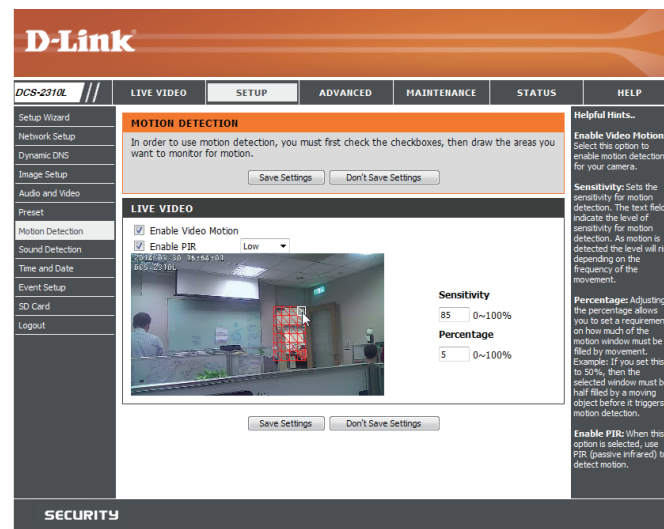 D-Link
DCS-2310L
LIVE VIDEO
SETUP
ADVANCED
MAINTENANCE
STATUS
HELP
Setup Wizard
Network Setup
Dynamic DNS
Image Setup
Audio and Video
Preset
Motion Detection
Sound Detection
Time and Date
Event Setup
SD Card
Logout
MOTION DETECTION
In order to use motion detection, you must first check the checkboxes, then draw the areas you
want to monitor for motion.
Save Settings
Don't Save Settings
LIVE VIDEO
Enable Video Motion
Enable PIR
Low
DCS-2310L
Sensitivity
85 0~100%
Percentage
5 0~100%
Save Settings
Don't Save Settings
Helpful Hints..
Enable Video Motion
Select this option to
enable motion detection
for your camera.
Sensitivity: Sets the
sensitivity for motion
detection. The text field
indicate the level of
sensitivity for motion
detection. As motion is
detected the level will ri
depending on the
frequency of the
movement.
Percentage: Adjusting
the percentage allows
you to set a requiremen
on how much of the
motion window must be
filled by movement.
Example: If you set this
to 50%, then the
selected window must b
half filled by a moving
object before it triggers
motion detection.
Enable PIR: When this
option is selected, use
PIR (passive infrared) t
detect motion.
SECURITY